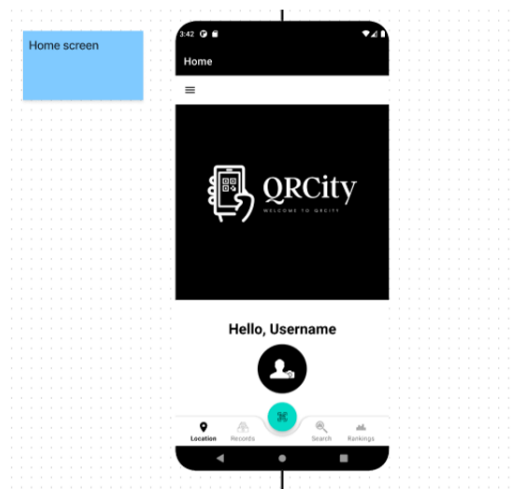 Home screen
3:42
Home
QRCity
WELCOME TO QRCITY
Hello, Username
Location Records Search Rankings